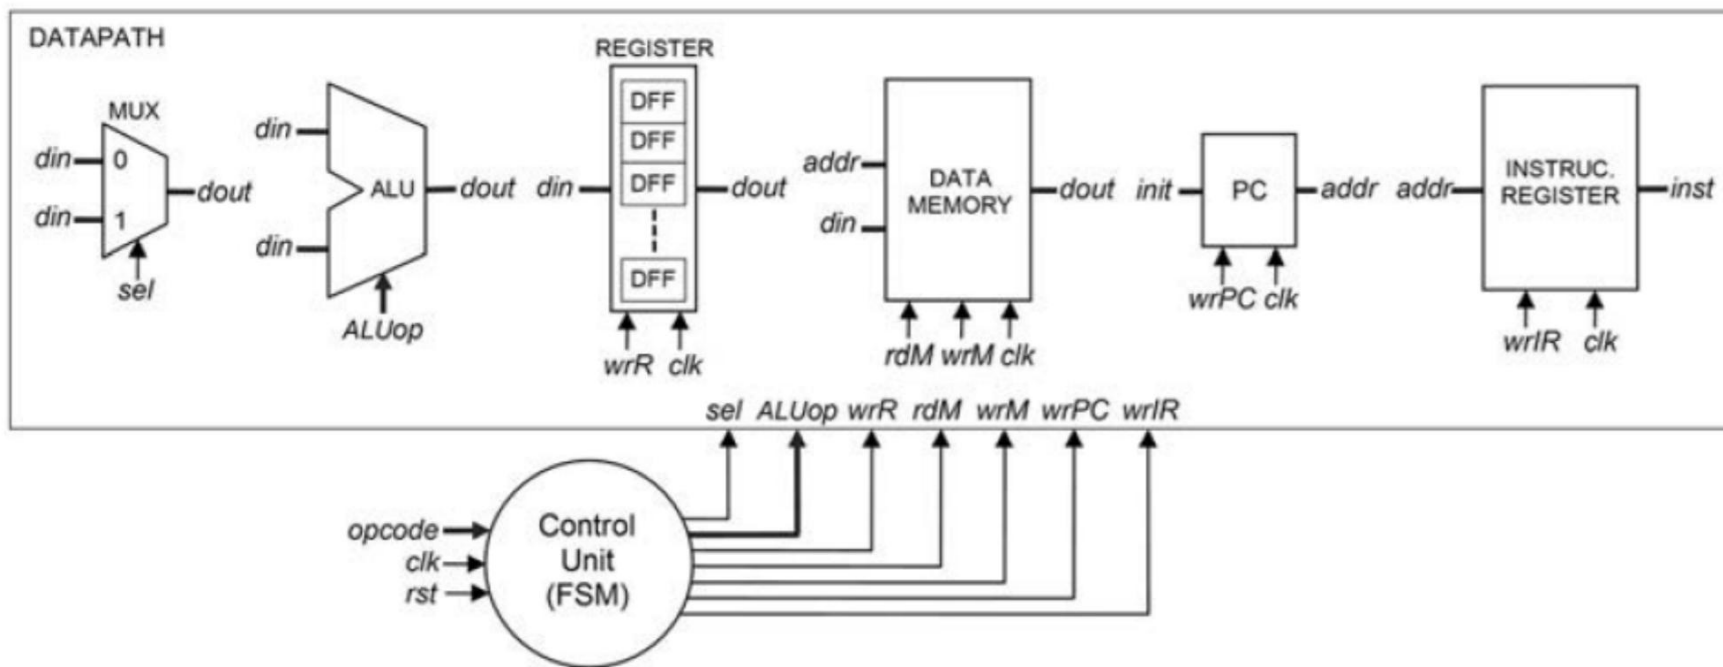 DATAPATH
MUX
din
0
din
1
dout
sel
din
din
ALU
dout
ALUop
REGISTER
din
DFF
DFF
DFF
DFF
dout
wrR clk
addr
din
DATA
MEMORY
dout
rdM wrM clk
init
PC
addr
wrPC clk
addr
INSTRUC.
REGISTER
inst
wrIR clk
sel ALUop wrR rdM wrM wrPC wrIR
opcode
clk
rst
Control
Unit
(FSM)